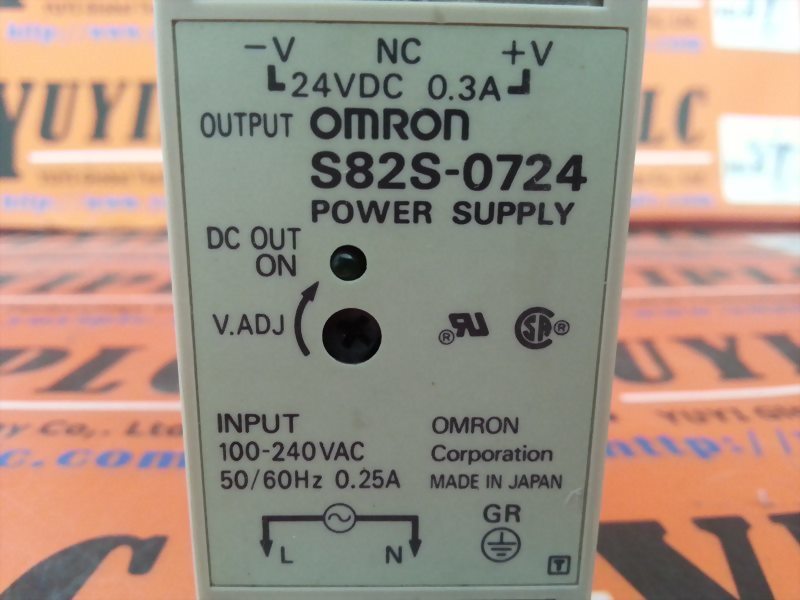 -V NC +V
24VDC 0.3A
OUTPUT OMRON
S82S-0724
POWER SUPPLY
DC OUT
ON
V.ADJ
INPUT
100-240VAC
50/60Hz 0.25A
OMRON
Corporation
MADE IN JAPAN
L N
GR
T